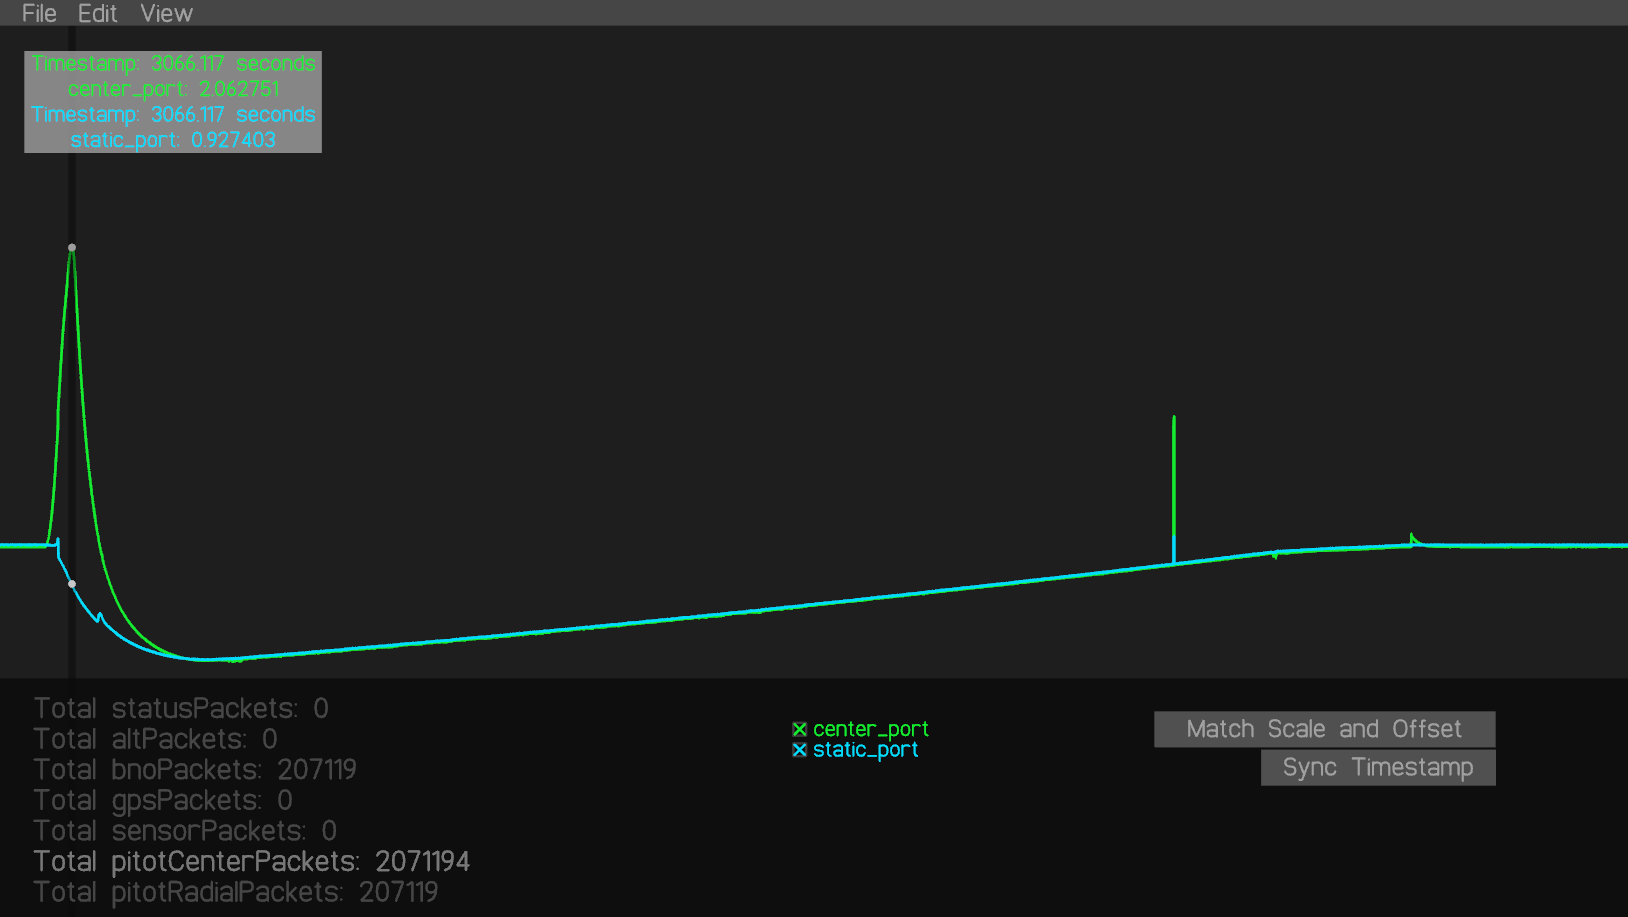 File Edit View
Timestamp: 3066.117 seconds
center_port: 2.062751
Timestamp: 3066.117 seconds
static_port: 0.927403
Total statusPackets: 0
Total altPackets: 0
Total bnoPackets: 207119
Total gpsPackets: 0
Total sensorPackets: 0
Total pitotCenterPackets: 2071194
Total pitotRadialPackets: 207119
center_port
static_port
Match Scale and Offset
Sync Timestamp